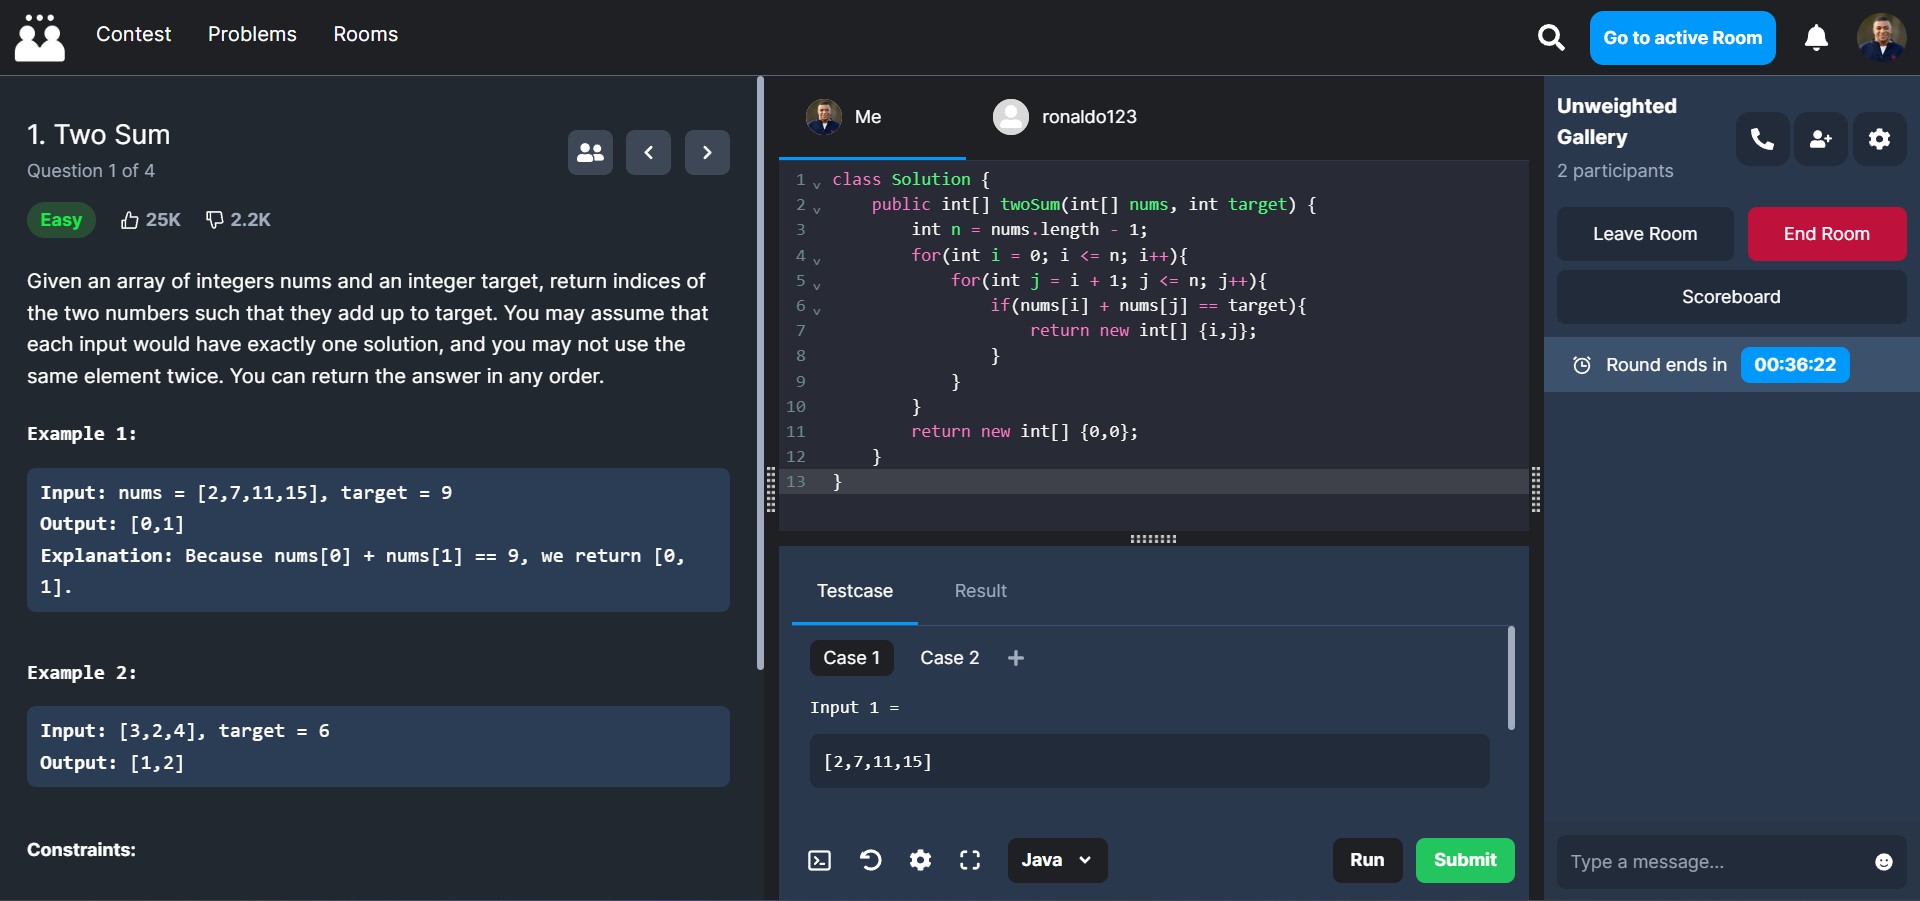 Contest Problems Rooms
Go to active Room
1. Two Sum
Question 1 of 4
Easy 25K 2.2K
Given an array of integers nums and an integer target, return indices of
the two numbers such that they add up to target. You may assume that
each input would have exactly one solution, and you may not use the
same element twice. You can return the answer in any order.
Example 1:
Input: nums = [2,7,11,15], target = 9
Output: [0,1]
Explanation: Because nums[0] + nums[1] == 9, we return [0,
1].
Example 2:
Input: [3,2,4], target = 6
Output: [1,2]
Constraints:
Me ronaldo123
1 class Solution {
2     public int[] twoSum(int[] nums, int target) {
3         int n = nums.length - 1;
4         for(int i = 0; i <= n; i++){
5             for(int j = i + 1; j <= n; j++){
6                 if(nums[i] + nums[j] == target){
7                     return new int[] {i,j};
8                 }
9             }
10         }
11         return new int[] {0,0};
12     }
13 }
Testcase Result
Case 1 Case 2 +
Input 1 =
[2,7,11,15]
Java Run Submit
Unweighted
Gallery
2 participants
Leave Room End Room
Scoreboard
Round ends in 00:36:22
Type a message...